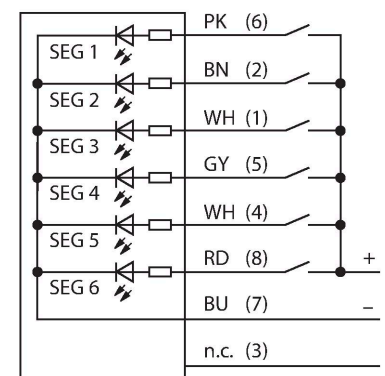 PK (6)
SEG 1
BN (2)
SEG 2
WH (1)
SEG 3
GY (5)
SEG 4
WH (4)
SEG 5
RD (8)
+
SEG 6
BU (7)
–
n.c. (3)